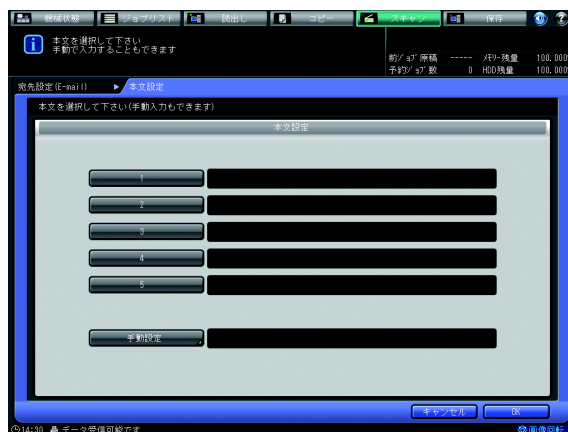 機械状態 ジョブリスト 読出し コピー スキャン 保存
本文を選択して下さい
手動で入力することもできます
前ｼﾞｮﾌﾞ原稿 ----- ﾒﾓﾘｰ残量 100.000
予約ｼﾞｮﾌﾞ数 0 HDD残量 100.000
宛先設定(E-mail) ▶ 本文設定
本文を選択して下さい(手動入力もできます)
本文設定
1
2
3
4
5
手動設定
キャンセル OK
14:30 データ受信可能です 画像回転